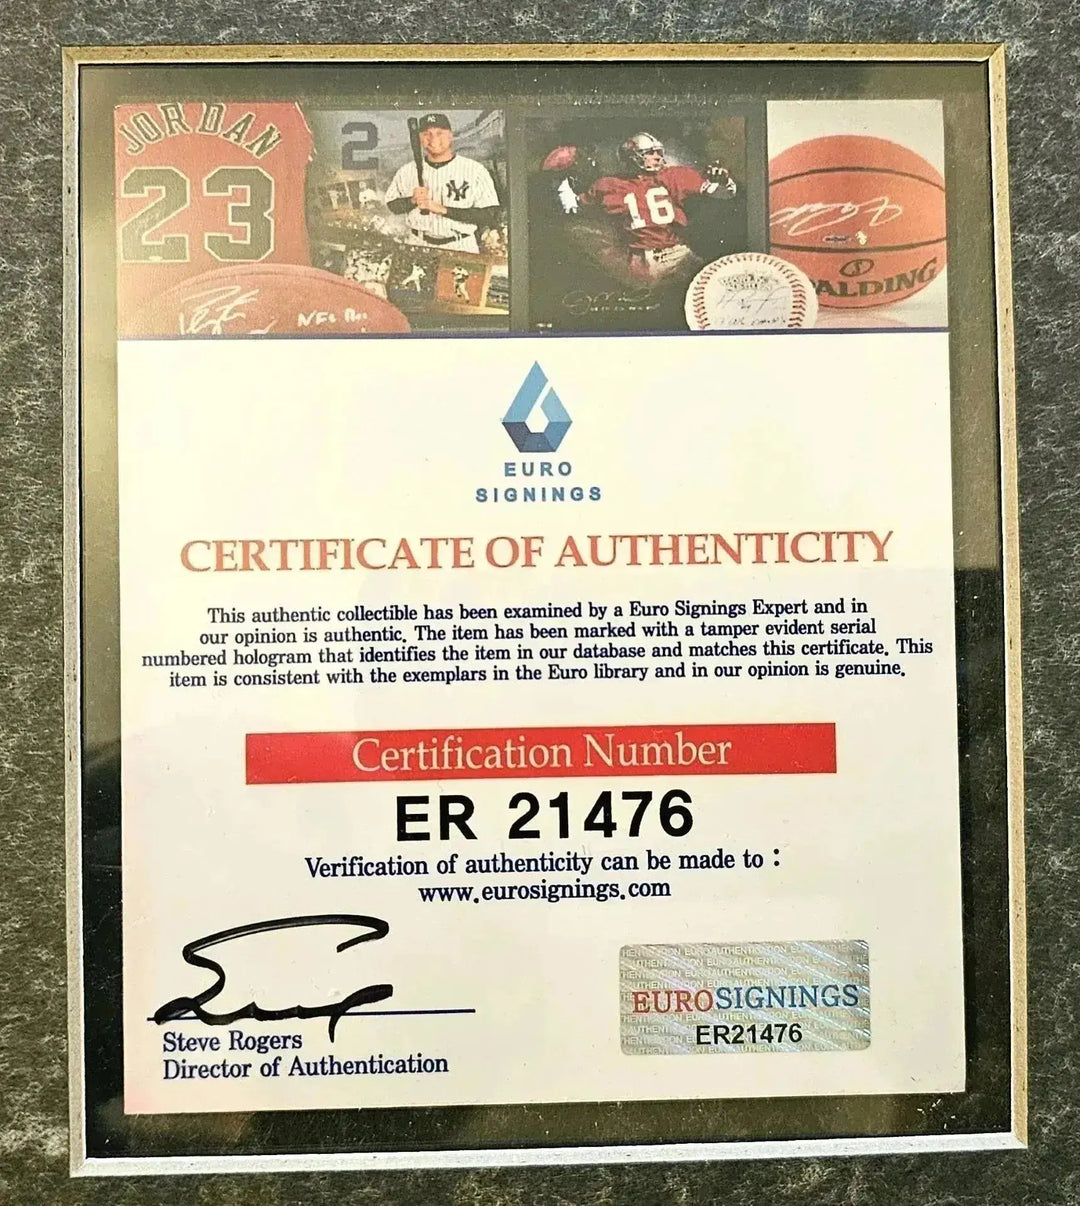 JORDAN
23
2
NY
16
SPALDING
EURO
SIGNINGS
CERTIFICATE OF AUTHENTICITY
This authentic collectible has been examined by a Euro Signings Expert and in
our opinion is authentic. The item has been marked with a tamper evident serial
numbered hologram that identifies the item in our database and matches this certificate. This
item is consistent with the exemplars in the Euro library and in our opinion is genuine.
Certification Number
ER 21476
Verification of authenticity can be made to :
www.eurosignings.com
Steve Rogers
Director of Authentication
EUROSIGNINGS
ER21476